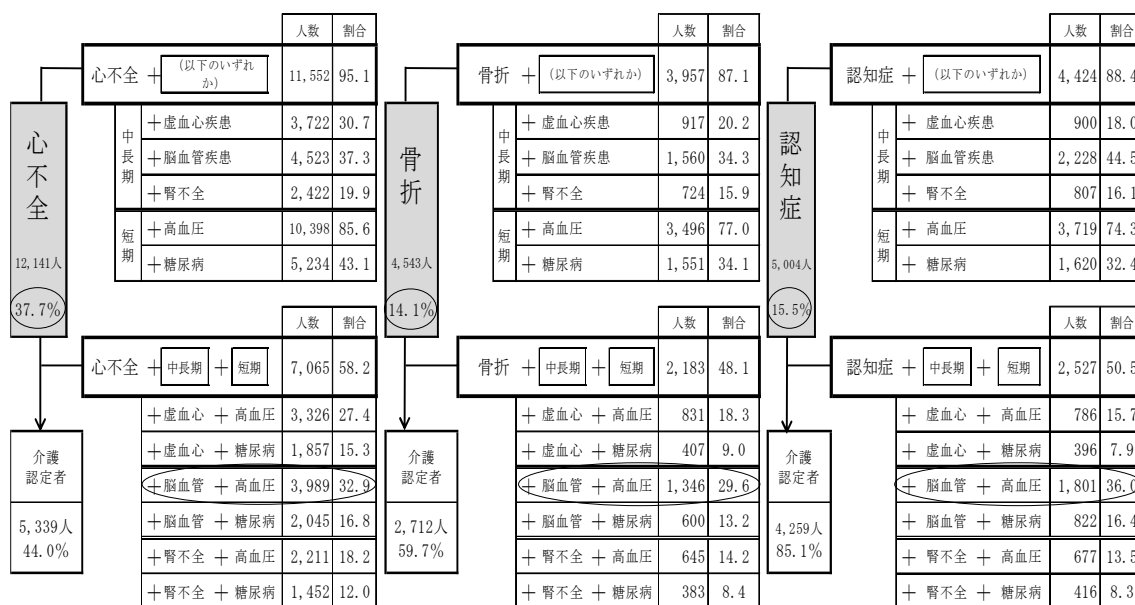 人数 割合
心不全 ＋ (以下のいずれ
か) 11,552 95.1
中長期
＋虚血心疾患 3,722 30.7
＋脳血管疾患 4,523 37.3
＋腎不全 2,422 19.9
短期
＋高血圧 10,398 85.6
＋糖尿病 5,234 43.1
心不全
12,141人
37.7%
人数 割合
心不全 ＋ 中長期 ＋ 短期 7,065 58.2
＋虚血心 ＋ 高血圧 3,326 27.4
＋虚血心 ＋ 糖尿病 1,857 15.3
＋脳血管 ＋ 高血圧 3,989 32.9
＋脳血管 ＋ 糖尿病 2,045 16.8
＋腎不全 ＋ 高血圧 2,211 18.2
＋腎不全 ＋ 糖尿病 1,452 12.0
介護
認定者
5,339人
44.0%
人数 割合
骨折 ＋ (以下のいずれか) 3,957 87.1
中長期
＋ 虚血心疾患 917 20.2
＋ 脳血管疾患 1,560 34.3
＋ 腎不全 724 15.9
短期
＋ 高血圧 3,496 77.0
＋ 糖尿病 1,551 34.1
骨折
4,543人
14.1%
人数 割合
骨折 ＋ 中長期 ＋ 短期 2,183 48.1
＋ 虚血心 ＋ 高血圧 831 18.3
＋ 虚血心 ＋ 糖尿病 407 9.0
＋ 脳血管 ＋ 高血圧 1,346 29.6
＋ 脳血管 ＋ 糖尿病 600 13.2
＋ 腎不全 ＋ 高血圧 645 14.2
＋ 腎不全 ＋ 糖尿病 383 8.4
介護
認定者
2,712人
59.7%
人数 割合
認知症 ＋ (以下のいずれか) 4,424 88.4
中長期
＋ 虚血心疾患 900 18.0
＋ 脳血管疾患 2,228 44.5
＋ 腎不全 807 16.1
短期
＋ 高血圧 3,719 74.3
＋ 糖尿病 1,620 32.4
認知症
5,004人
15.5%
人数 割合
認知症 ＋ 中長期 ＋ 短期 2,527 50.5
＋ 虚血心 ＋ 高血圧 786 15.7
＋ 虚血心 ＋ 糖尿病 396 7.9
＋ 脳血管 ＋ 高血圧 1,801 36.0
＋ 脳血管 ＋ 糖尿病 822 16.4
＋ 腎不全 ＋ 高血圧 677 13.5
＋ 腎不全 ＋ 糖尿病 416 8.3
介護
認定者
4,259人
85.1%